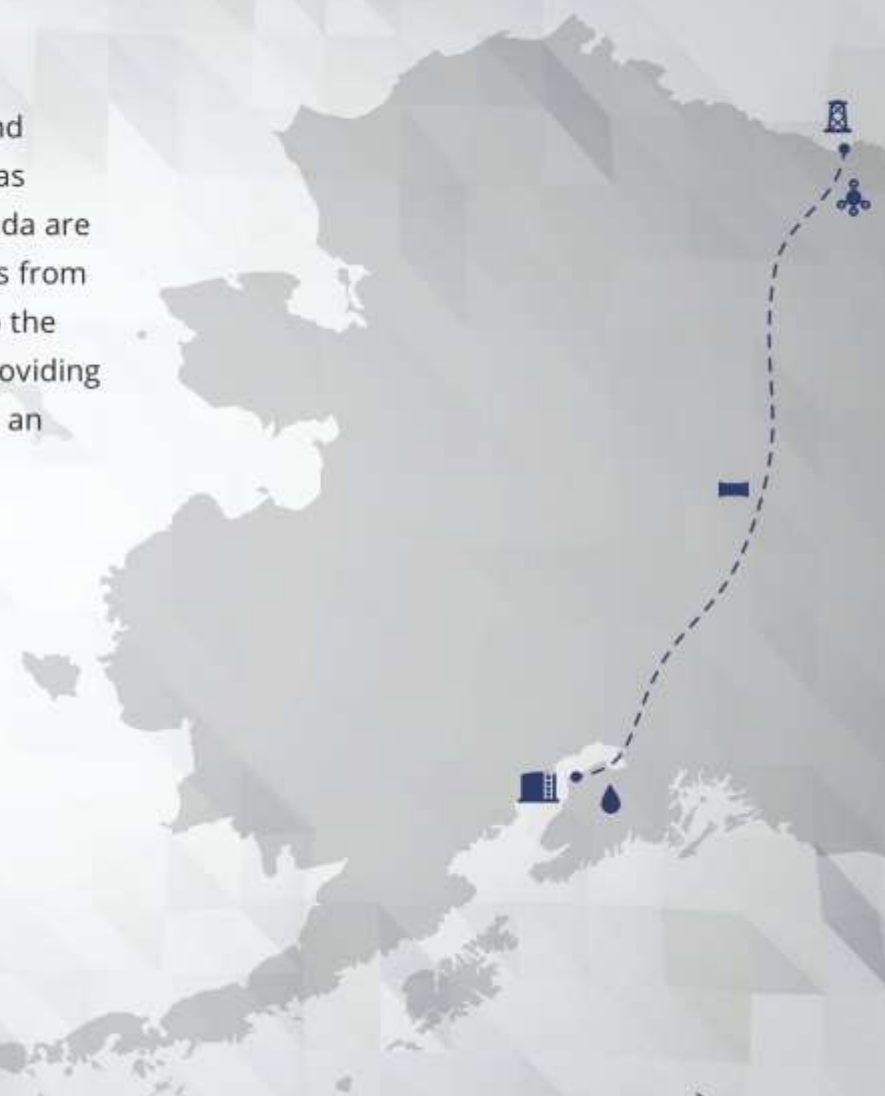 nd
as
da are
s from
the
oviding
an